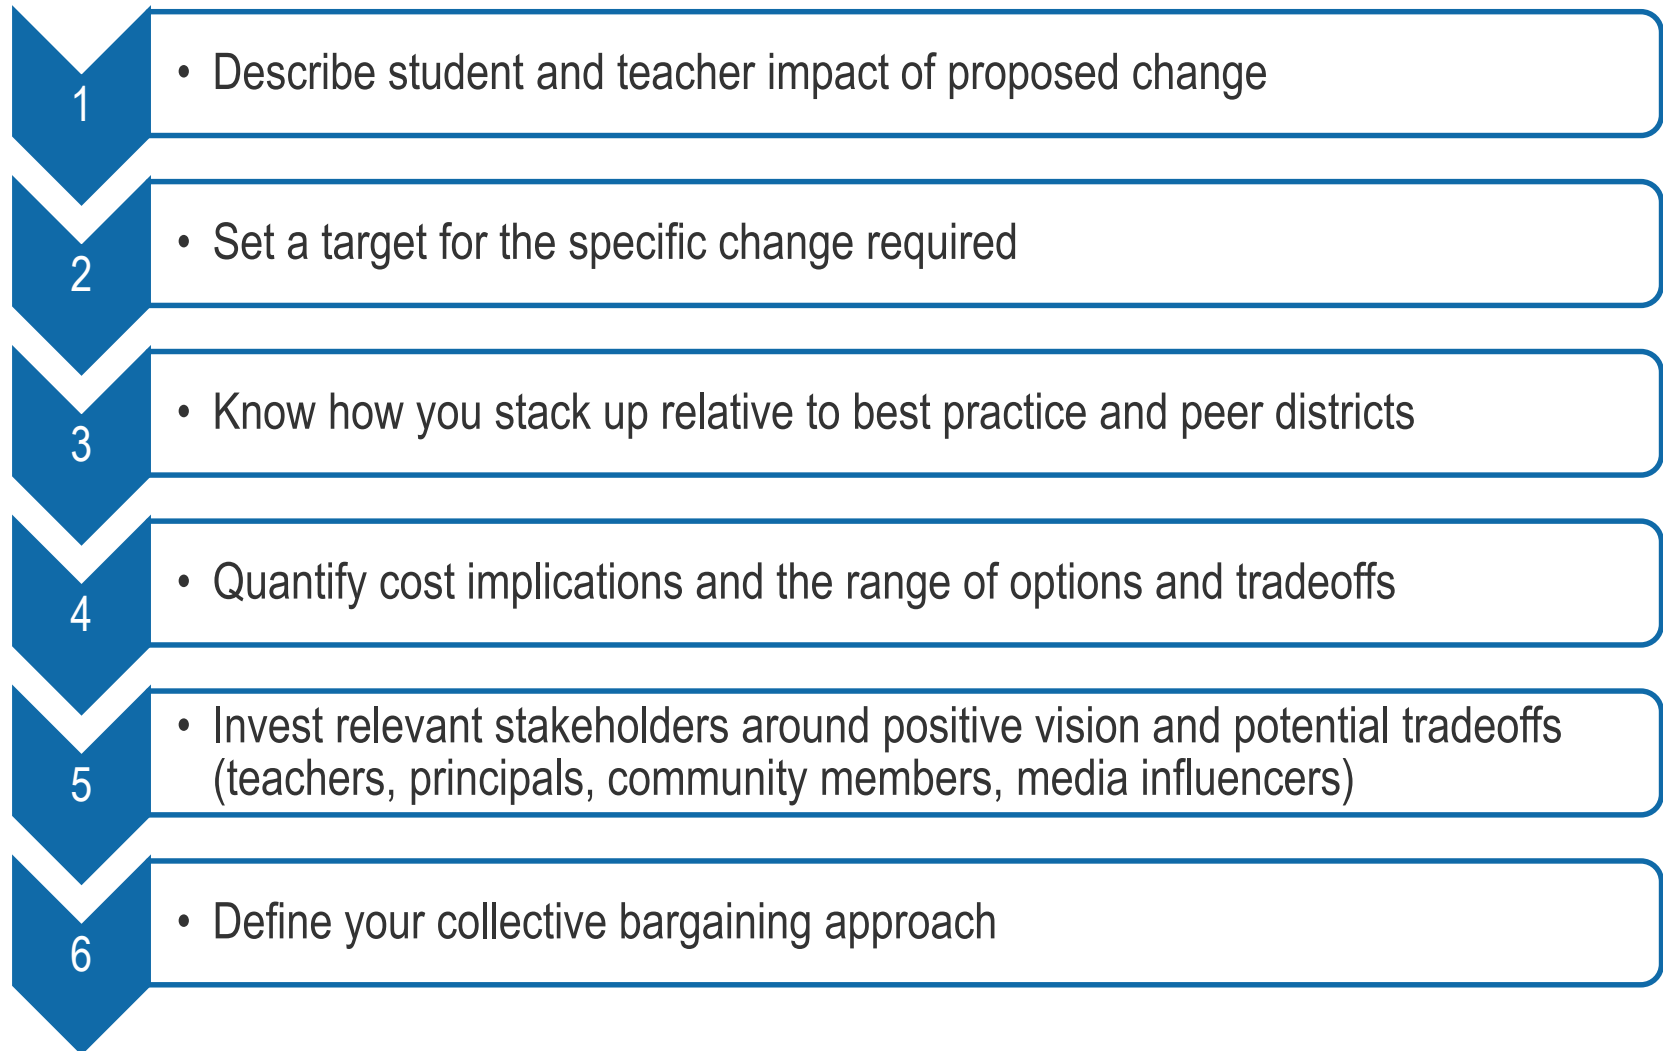 1
• Describe student and teacher impact of proposed change
2
• Set a target for the specific change required
3
• Know how you stack up relative to best practice and peer districts
4
• Quantify cost implications and the range of options and tradeoffs
5
• Invest relevant stakeholders around positive vision and potential tradeoffs
(teachers, principals, community members, media influencers)
6
• Define your collective bargaining approach